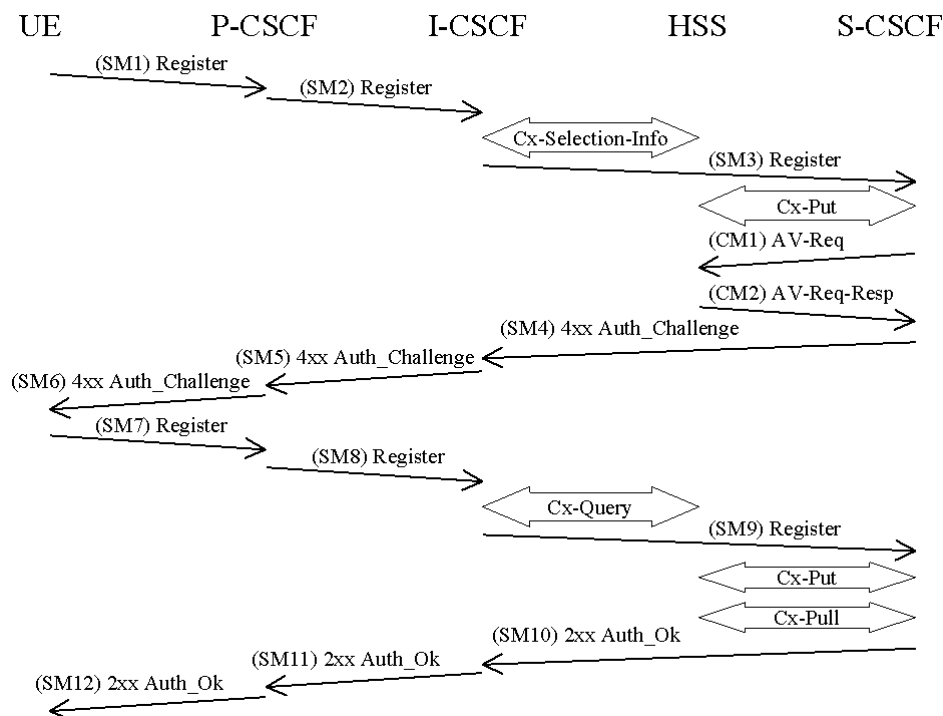 UE P-CSCF I-CSCF HSS S-CSCF
(SM1) Register
(SM2) Register
Cx-Selection-Info
(SM3) Register
Cx-Put
(CM1) AV-Req
(CM2) AV-Req-Resp
(SM4) 4xx Auth_Challenge
(SM5) 4xx Auth_Challenge
(SM6) 4xx Auth_Challenge
(SM7) Register
(SM8) Register
Cx-Query
(SM9) Register
Cx-Put
Cx-Pull
(SM10) 2xx Auth_Ok
(SM11) 2xx Auth_Ok
(SM12) 2xx Auth_Ok